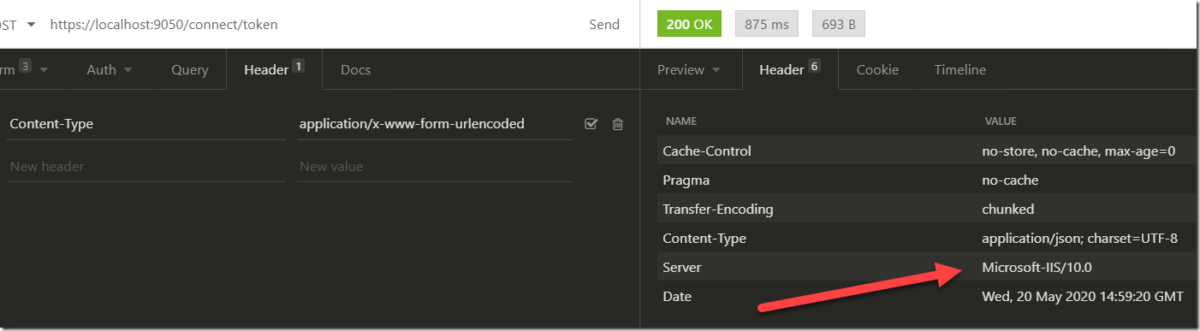 OST https://localhost:9050/connect/token Send 200 OK 875 ms 693 B
rm 3 Auth Query Header 1 Docs Preview Header 6 Cookie Timeline
Content-Type application/x-www-form-urlencoded
New header New value
NAME VALUE
Cache-Control no-store, no-cache, max-age=0
Pragma no-cache
Transfer-Encoding chunked
Content-Type application/json; charset=UTF-8
Server Microsoft-IIS/10.0
Date Wed, 20 May 2020 14:59:20 GMT